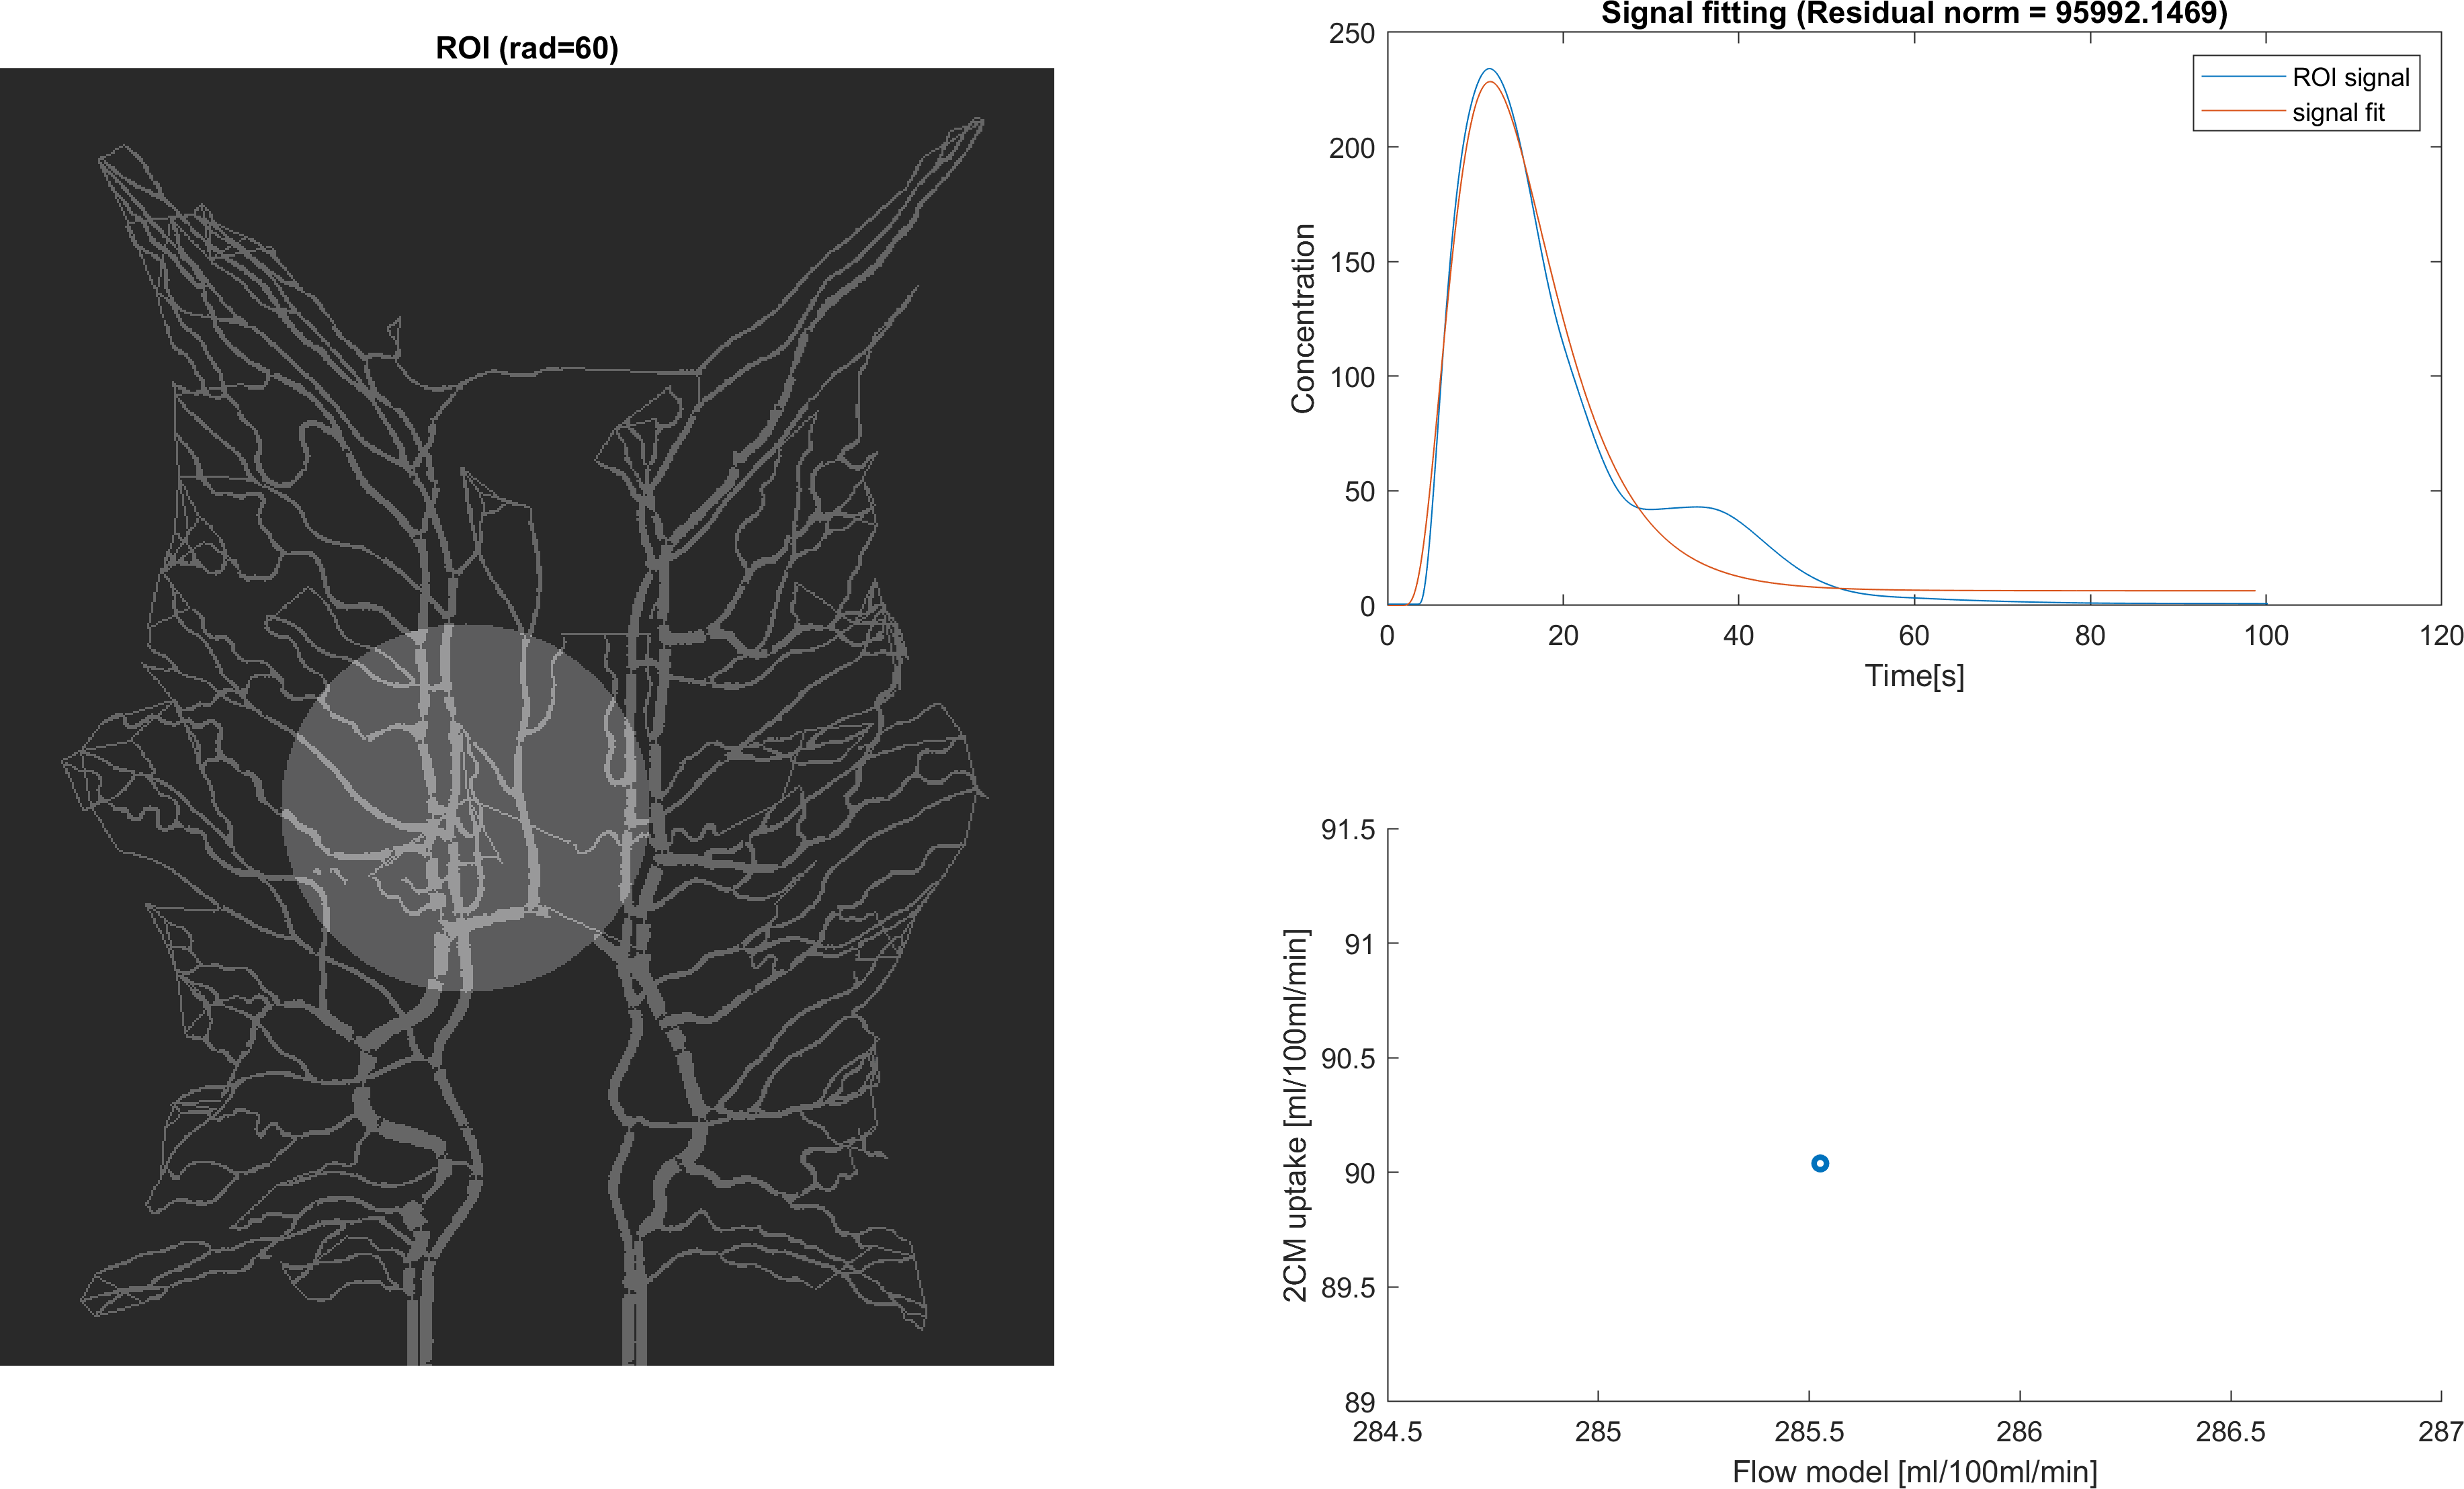 ROI (rad=60)
Signal fitting (Residual norm = 95992.1469)
250
200
150
100
50
0
Concentration
ROI signal
signal fit
0 20 40 60 80 100 120
Time[s]
91.5
91
90.5
90
89.5
89
2CM uptake [ml/100ml/min]
284.5 285 285.5 286 286.5 287
Flow model [ml/100ml/min]